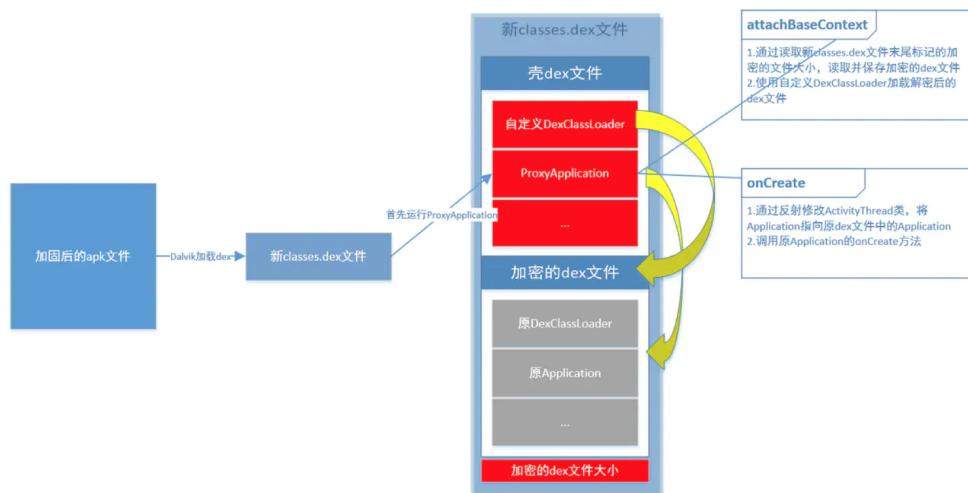 新classes.dex文件
壳dex文件
自定义DexClassLoader
ProxyApplication
...
加密的dex文件
原DexClassLoader
原Application
...
加密的dex文件大小
加固后的apk文件
Dalvik加载dex
新classes.dex文件
首先运行ProxyApplication
attachBaseContext
1.通过读取新classes.dex文件末尾标记的加
密的文件大小，读取并保存加密的dex文件
2.使用自定义DexClassLoader加载解密后的
dex文件
onCreate
1.通过反射修改ActivityThread类，将
Application指向原dex文件中的Application
2.调用原Application的onCreate方法